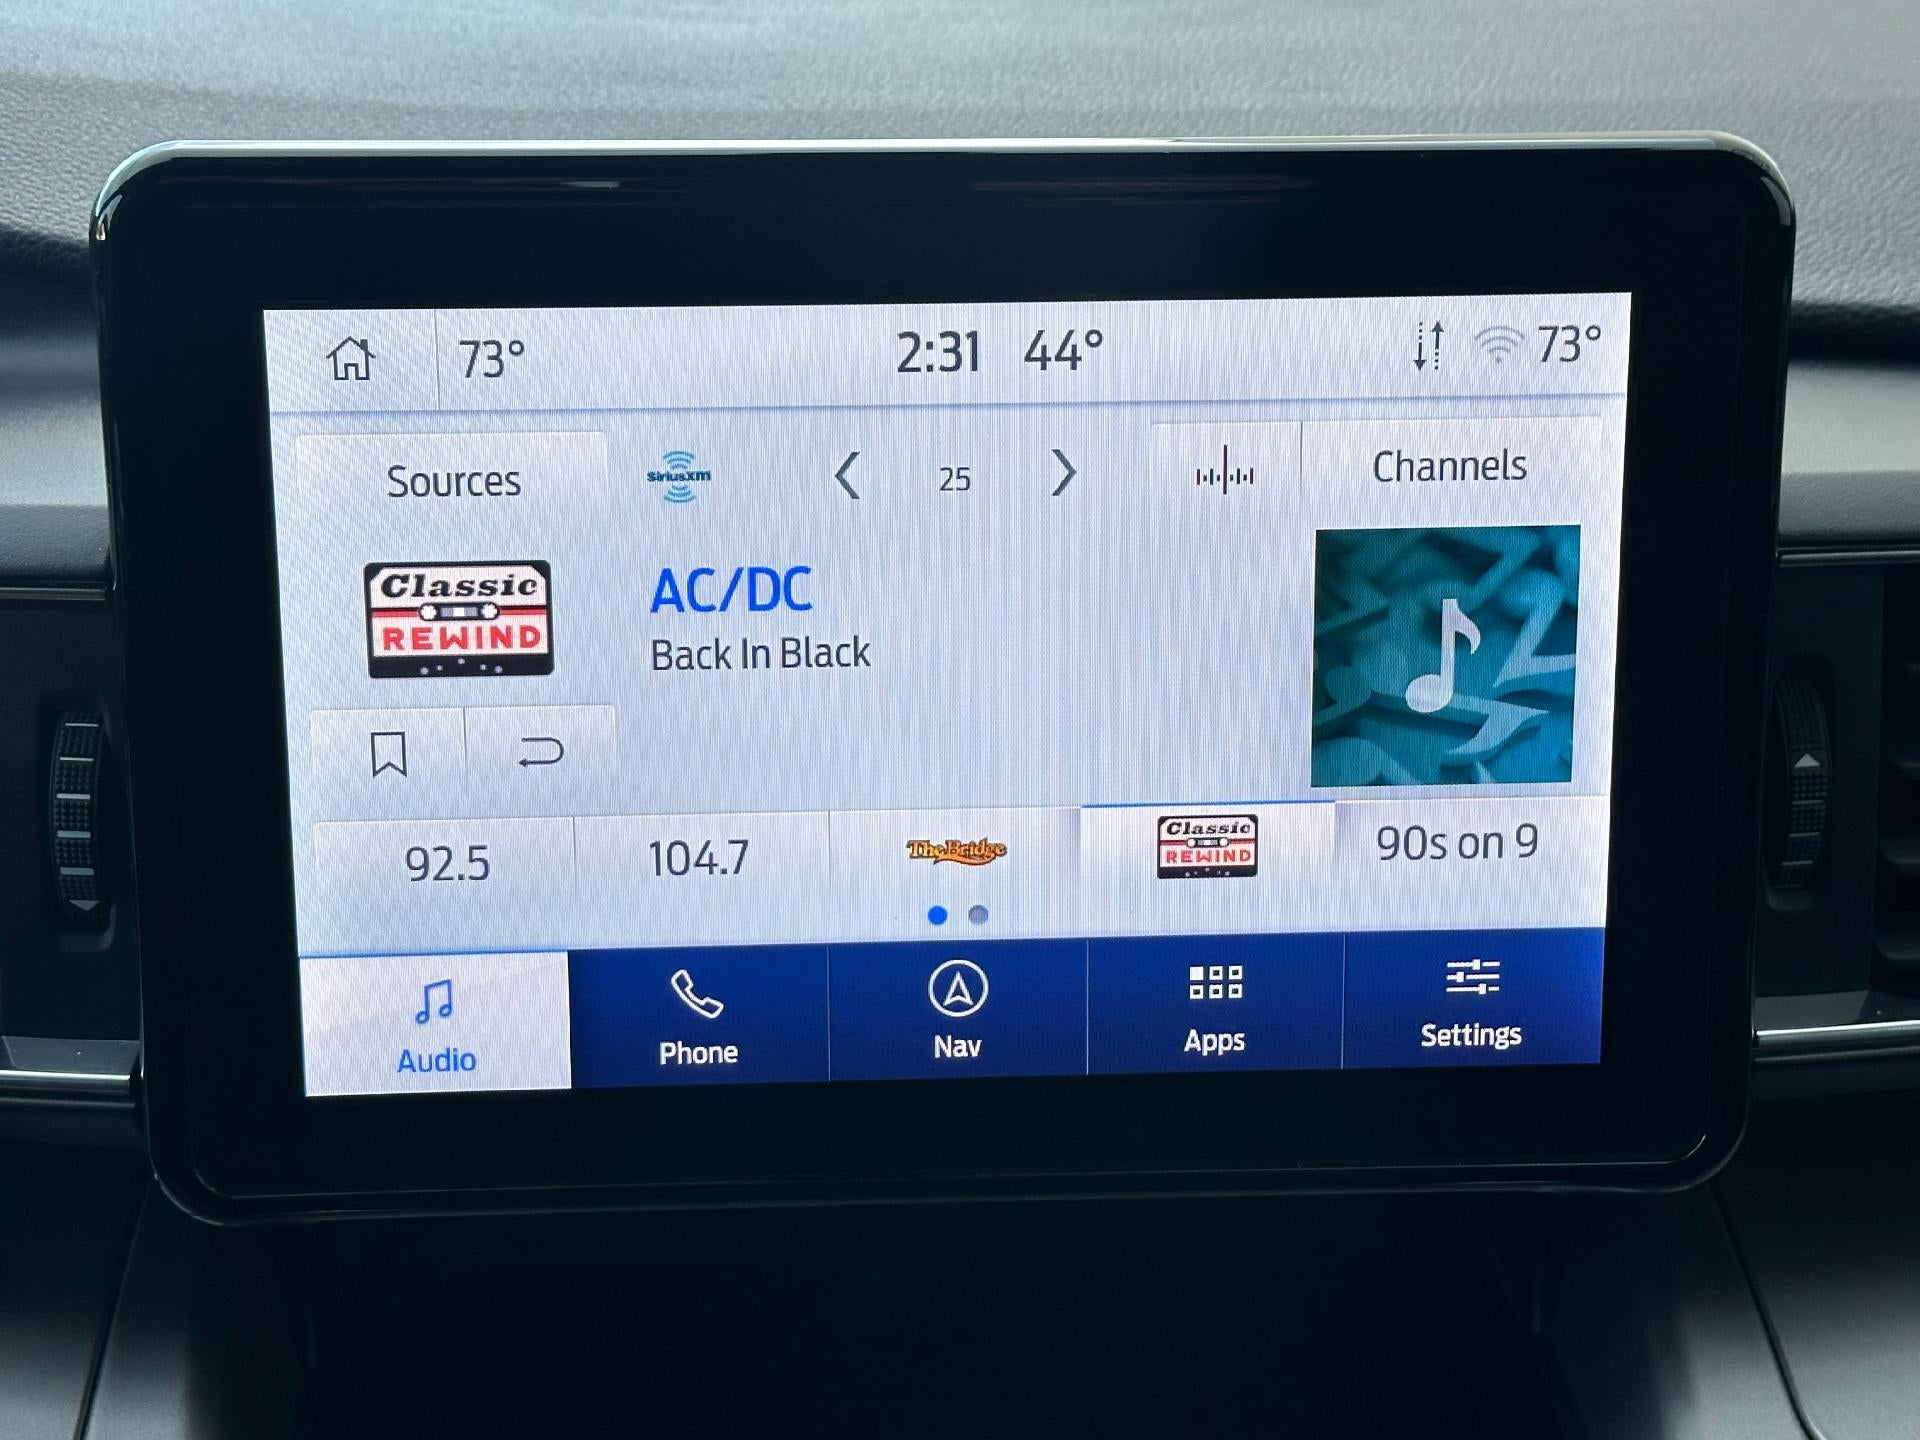 73° 2:31 44° 73°
Sources siriusxm 25 Channels
Classic
REWIND
AC/DC
Back In Black
92.5 104.7 The Bridge Classic REWIND 90s on 9
Audio Phone Nav Apps Settings